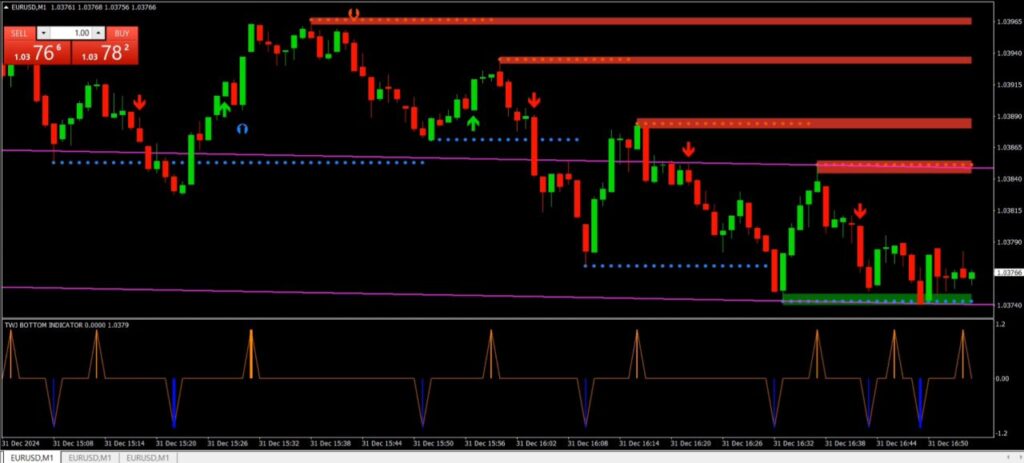 EURUSD,M1 1.03761 1.03768 1.03756 1.03766
SELL 1.00 BUY
1.03 76 6 1.03 78 2
1.03965
1.03940
1.03915
1.03890
1.03865
1.03840
1.03815
1.03790
1.03766
1.03740
TWJ BOTTOM INDICATOR 0.0000 1.0379
1.2
0.00
-1.2
31 Dec 2024 31 Dec 15:08 31 Dec 15:14 31 Dec 15:20 31 Dec 15:26 31 Dec 15:32 31 Dec 15:38 31 Dec 15:44 31 Dec 15:50 31 Dec 15:56 31 Dec 16:02 31 Dec 16:08 31 Dec 16:14 31 Dec 16:20 31 Dec 16:26 31 Dec 16:32 31 Dec 16:38 31 Dec 16:44 31 Dec 16:50
EURUSD,M1 EURUSD,M1 EURUSD,M1